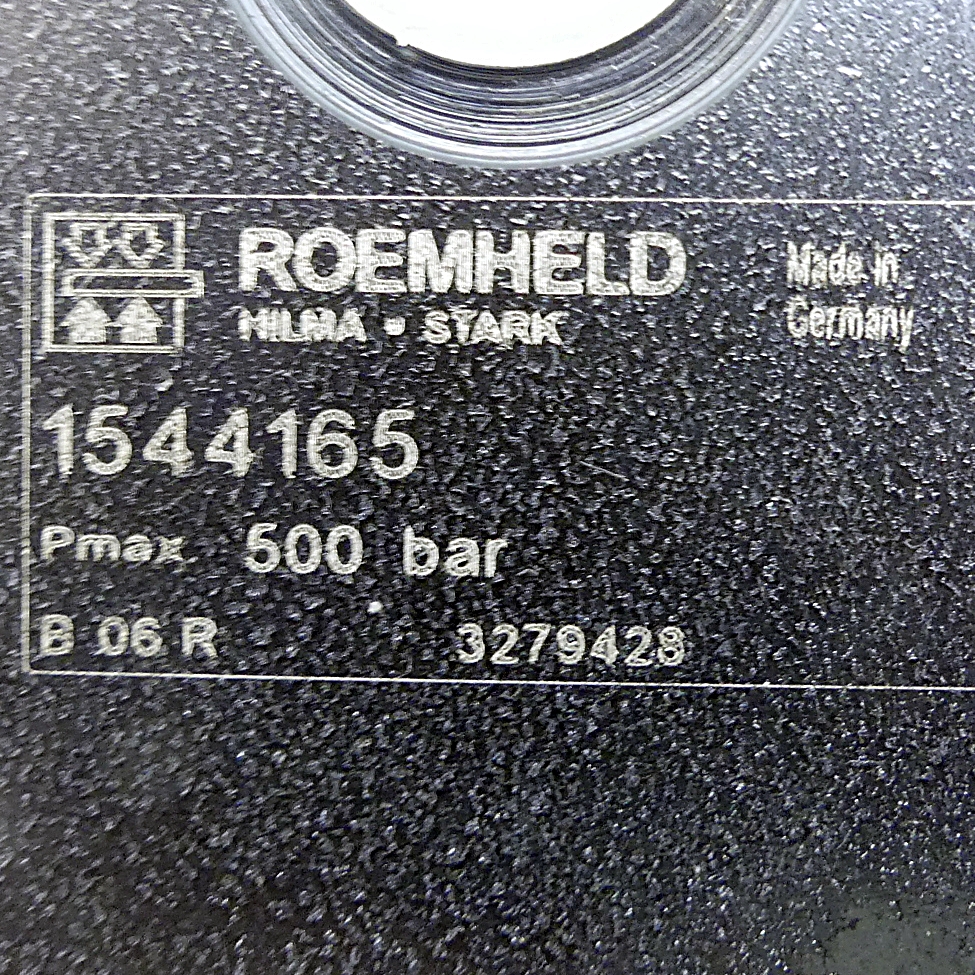 ROEMHELD
HILMA • STARK
Made in
Germany
1544165
Pmax 500 bar
B 06 R 3279428